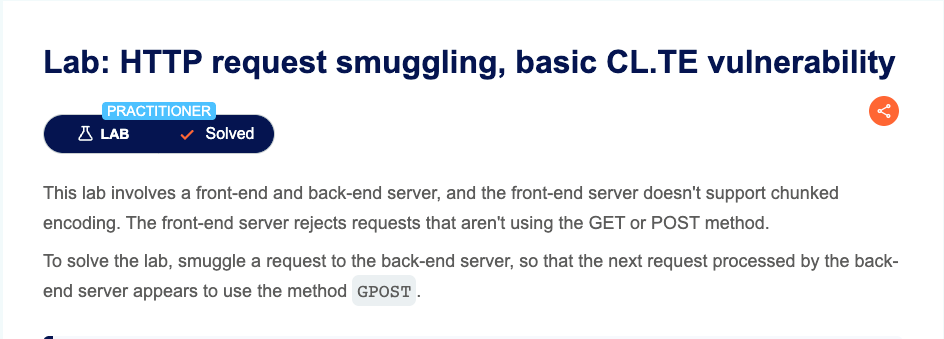 Lab: HTTP request smuggling, basic CL.TE vulnerability
PRACTITIONER
LAB Solved
This lab involves a front-end and back-end server, and the front-end server doesn't support chunked
encoding. The front-end server rejects requests that aren't using the GET or POST method.
To solve the lab, smuggle a request to the back-end server, so that the next request processed by the back-
end server appears to use the method GPOST.